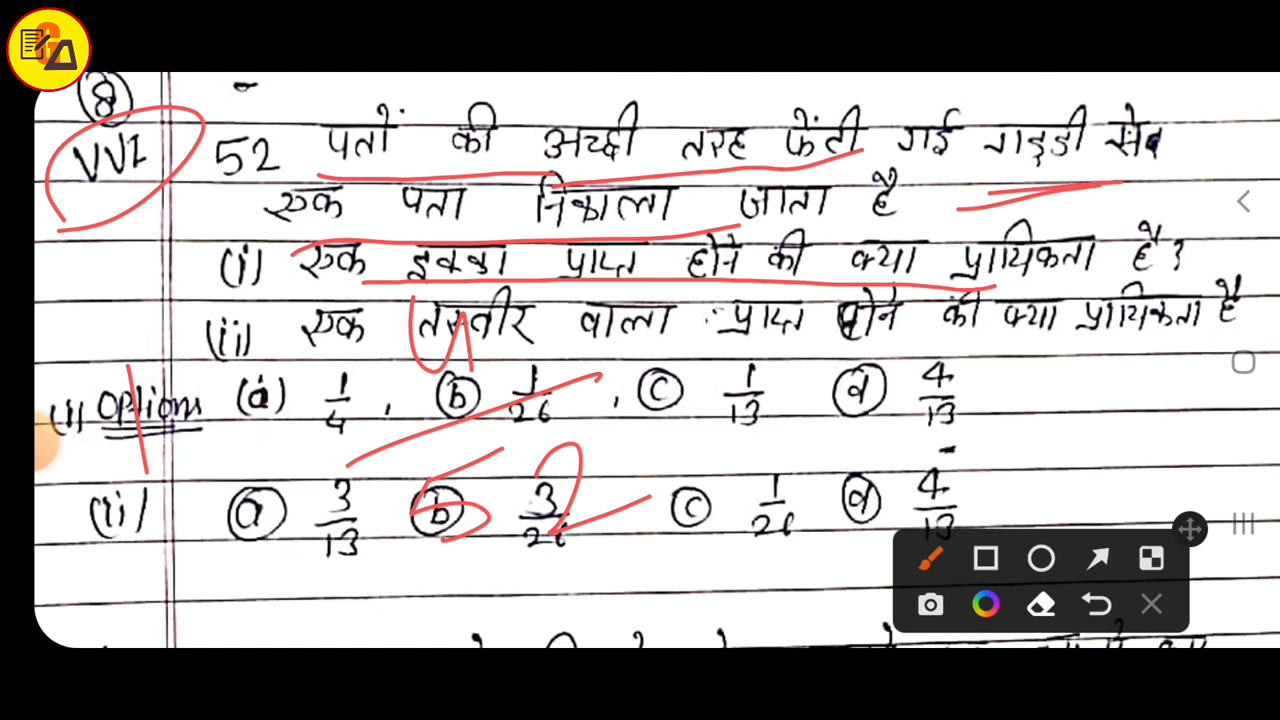 8
VVI 52 पतों की अच्छी तरह फेंटी गई गड्डी से
एक पता निकाला जाता है
(i) एक इक्का प्राप्त होने की क्या प्रायिकता है?
(ii) एक तस्वीर वाला प्राप्त होने की क्या प्रायिकता है
(i) Options (a) 1/4, (b) 1/26, (c) 1/13 (d) 4/13
(ii) (a) 3/13 (b) 3/26 (c) 1/26 (d) 4/13
52